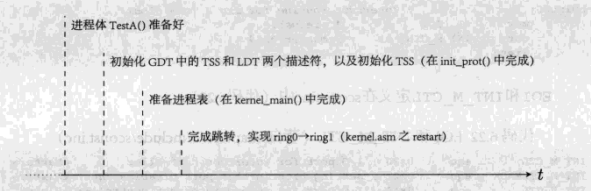 进程体 TestA() 准备好
初始化 GDT 中的 TSS 和 LDT 两个描述符，以及初始化 TSS（在 init_prot() 中完成）
准备进程表（在 kernel_main() 中完成）
完成跳转，实现 ring0→ring1（kernel.asm 之 restart）
t